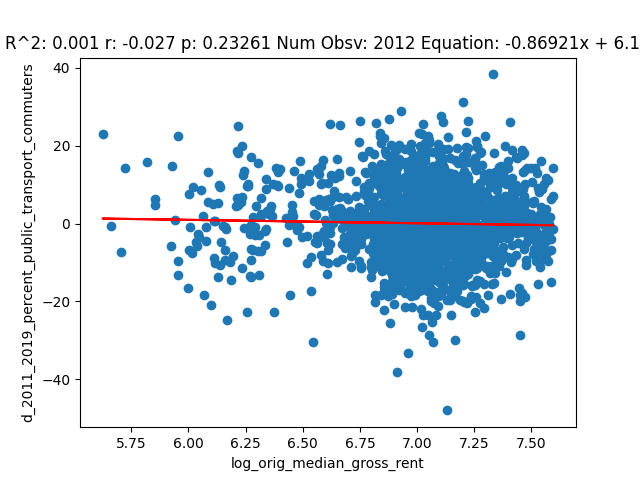 R^2: 0.001 r: -0.027 p: 0.23261 Num Obsv: 2012 Equation: -0.86921x + 6.1
d_2011_2019_percent_public_transport_commuters
40
20
0
−20
−40
5.75 6.00 6.25 6.50 6.75 7.00 7.25 7.50
log_orig_median_gross_rent